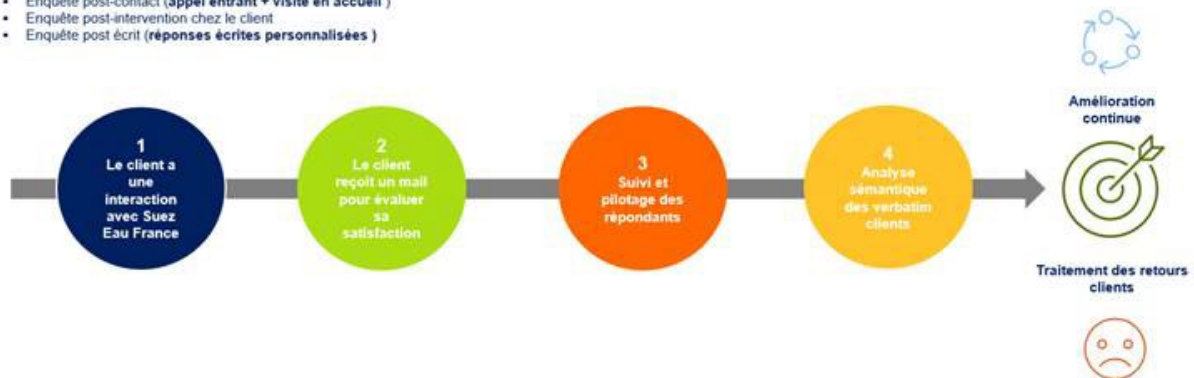 ▪ Enquête post-contact (appel entrant + visite en accueil )
▪ Enquête post-intervention chez le client
▪ Enquête post écrit (réponses écrites personnalisées )
1
Le client a
une
interaction
avec Suez
Eau France
2
Le client
reçoit un mail
pour évaluer
sa
satisfaction
3
Suivi et
pilotage des
répondants
4
Analyse
sémantique
des verbatim
clients
Amélioration
continue
Traitement des retours
clients